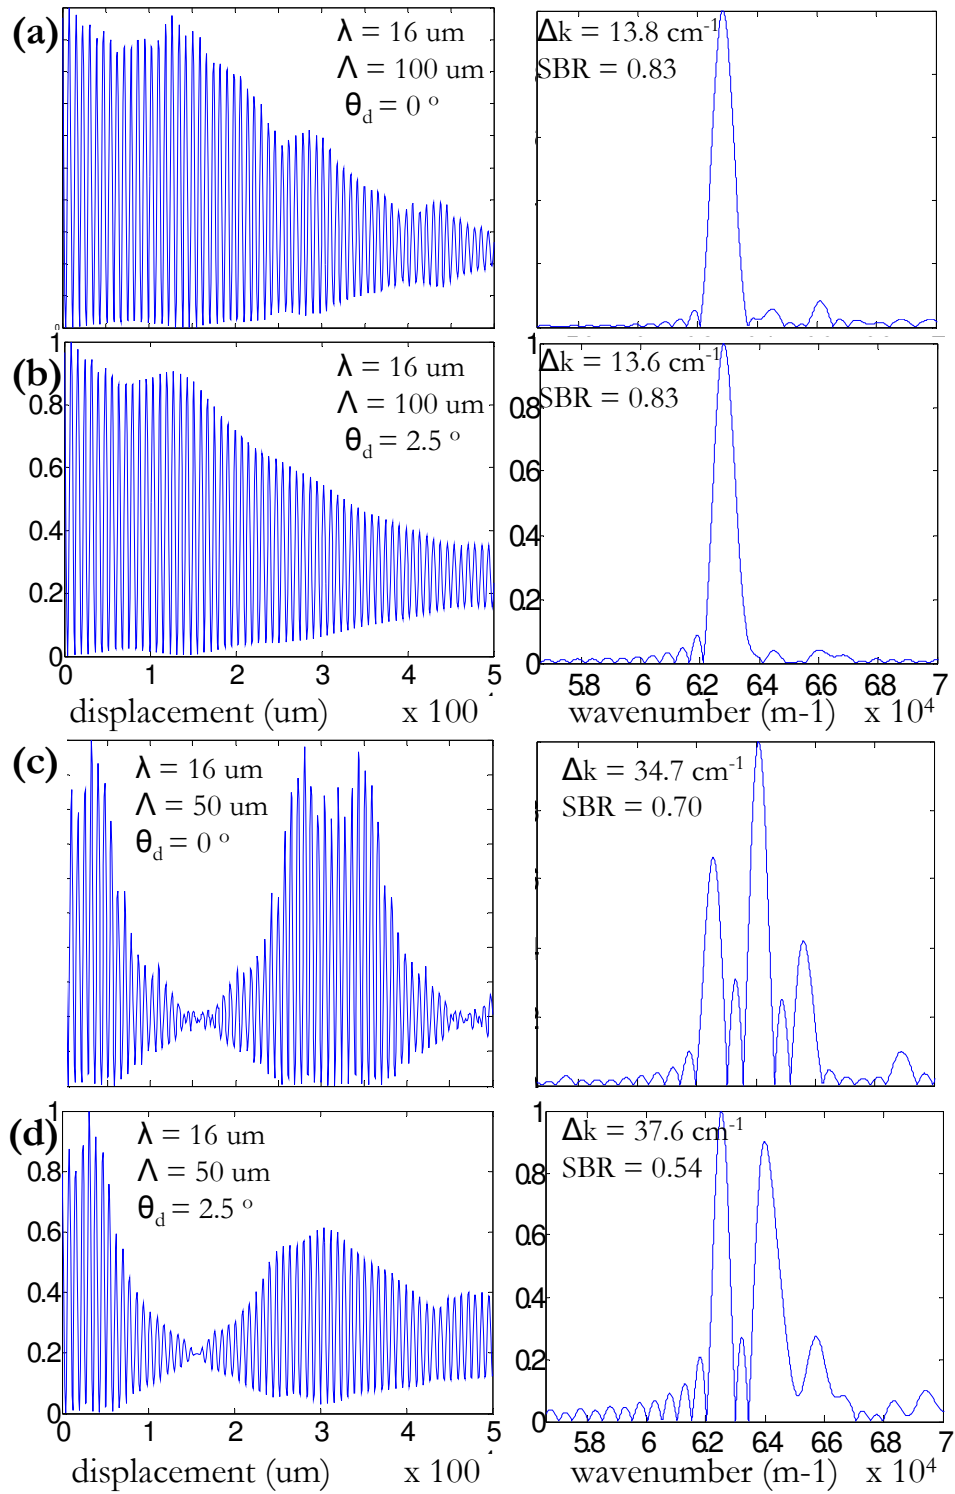 (a)
λ = 16 um
Λ = 100 um
θd = 0 o
0
Δk = 13.8 cm-1
SBR = 0.83
(b)
1
0.8
0.6
0.4
0.2
0
λ = 16 um
Λ = 100 um
θd = 2.5 o
0 1 2 3 4 5
displacement (um) x 100
1
0.8
0.6
0.4
0.2
0
Δk = 13.6 cm-1
SBR = 0.83
5.8 6 6.2 6.4 6.6 6.8 7
wavenumber (m-1) x 104
(c)
λ = 16 um
Λ = 50 um
θd = 0 o
Δk = 34.7 cm-1
SBR = 0.70
(d)
1
0.8
0.6
0.4
0.2
0
λ = 16 um
Λ = 50 um
θd = 2.5 o
0 1 2 3 4 5
displacement (um) x 100
1
0.8
0.6
0.4
0.2
0
Δk = 37.6 cm-1
SBR = 0.54
5.8 6 6.2 6.4 6.6 6.8 7
wavenumber (m-1) x 104